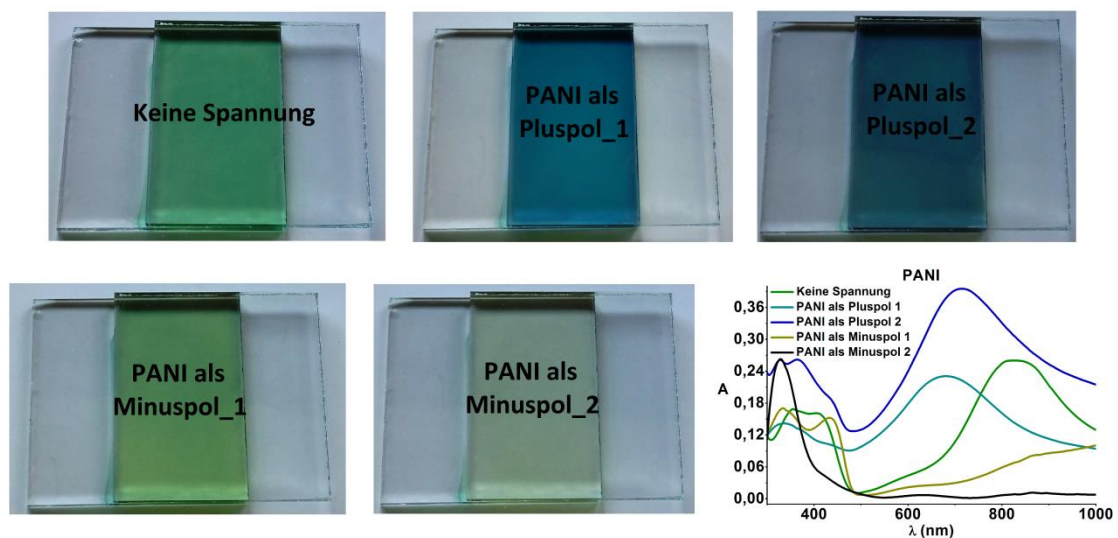 Keine Spannung
PANI als
Pluspol_1
PANI als
Pluspol_2
PANI als
Minuspol_1
PANI als
Minuspol_2
PANI
Keine Spannung
PANI als Pluspol 1
PANI als Pluspol 2
PANI als Minuspol 1
PANI als Minuspol 2
A
0,36
0,30
0,24
0,18
0,12
0,06
0,00
400
600
800
1000
λ (nm)